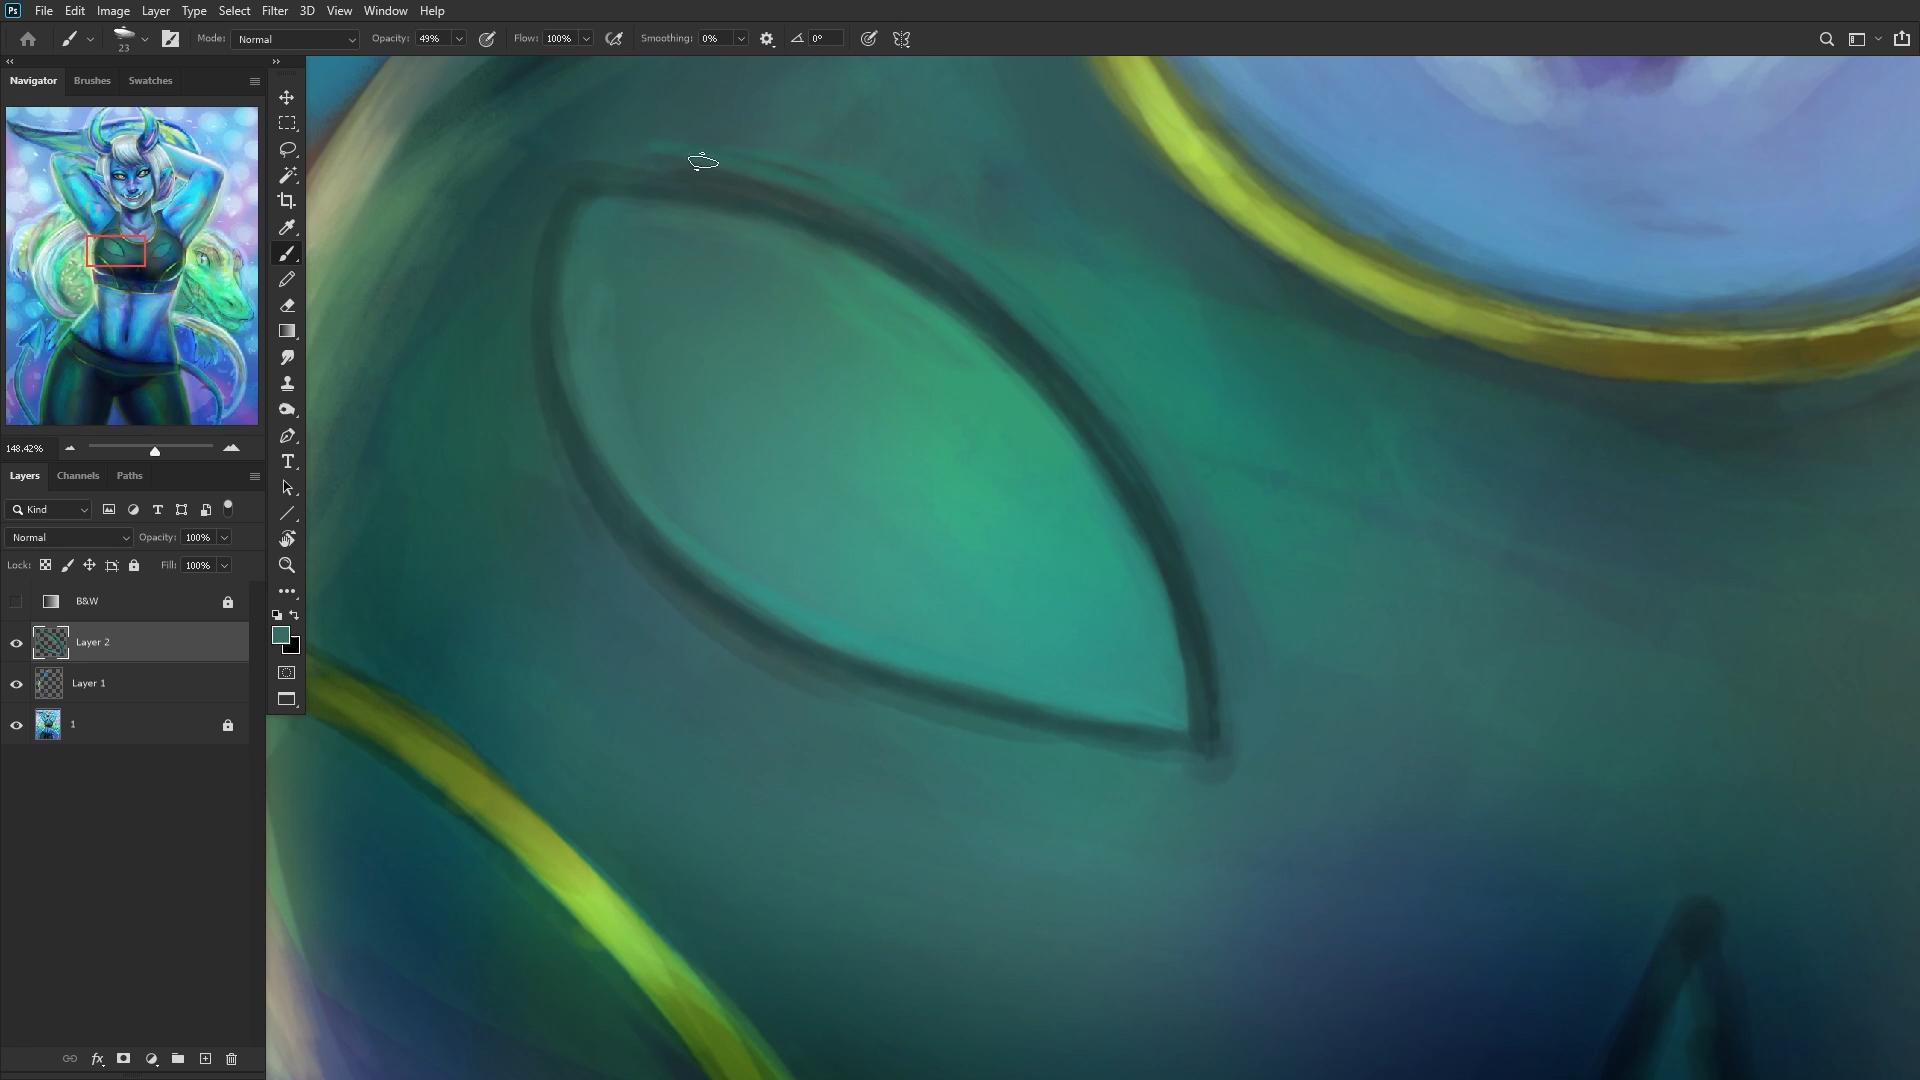 Ps File Edit Image Layer Type Select Filter 3D View Window Help
23 Mode: Normal Opacity: 49% Flow: 100% Smoothing: 0% 0°
Navigator Brushes Swatches
148.42%
Layers Channels Paths
Kind
Normal Opacity: 100%
Lock: Fill: 100%
B&W
Layer 2
Layer 1
1
fx